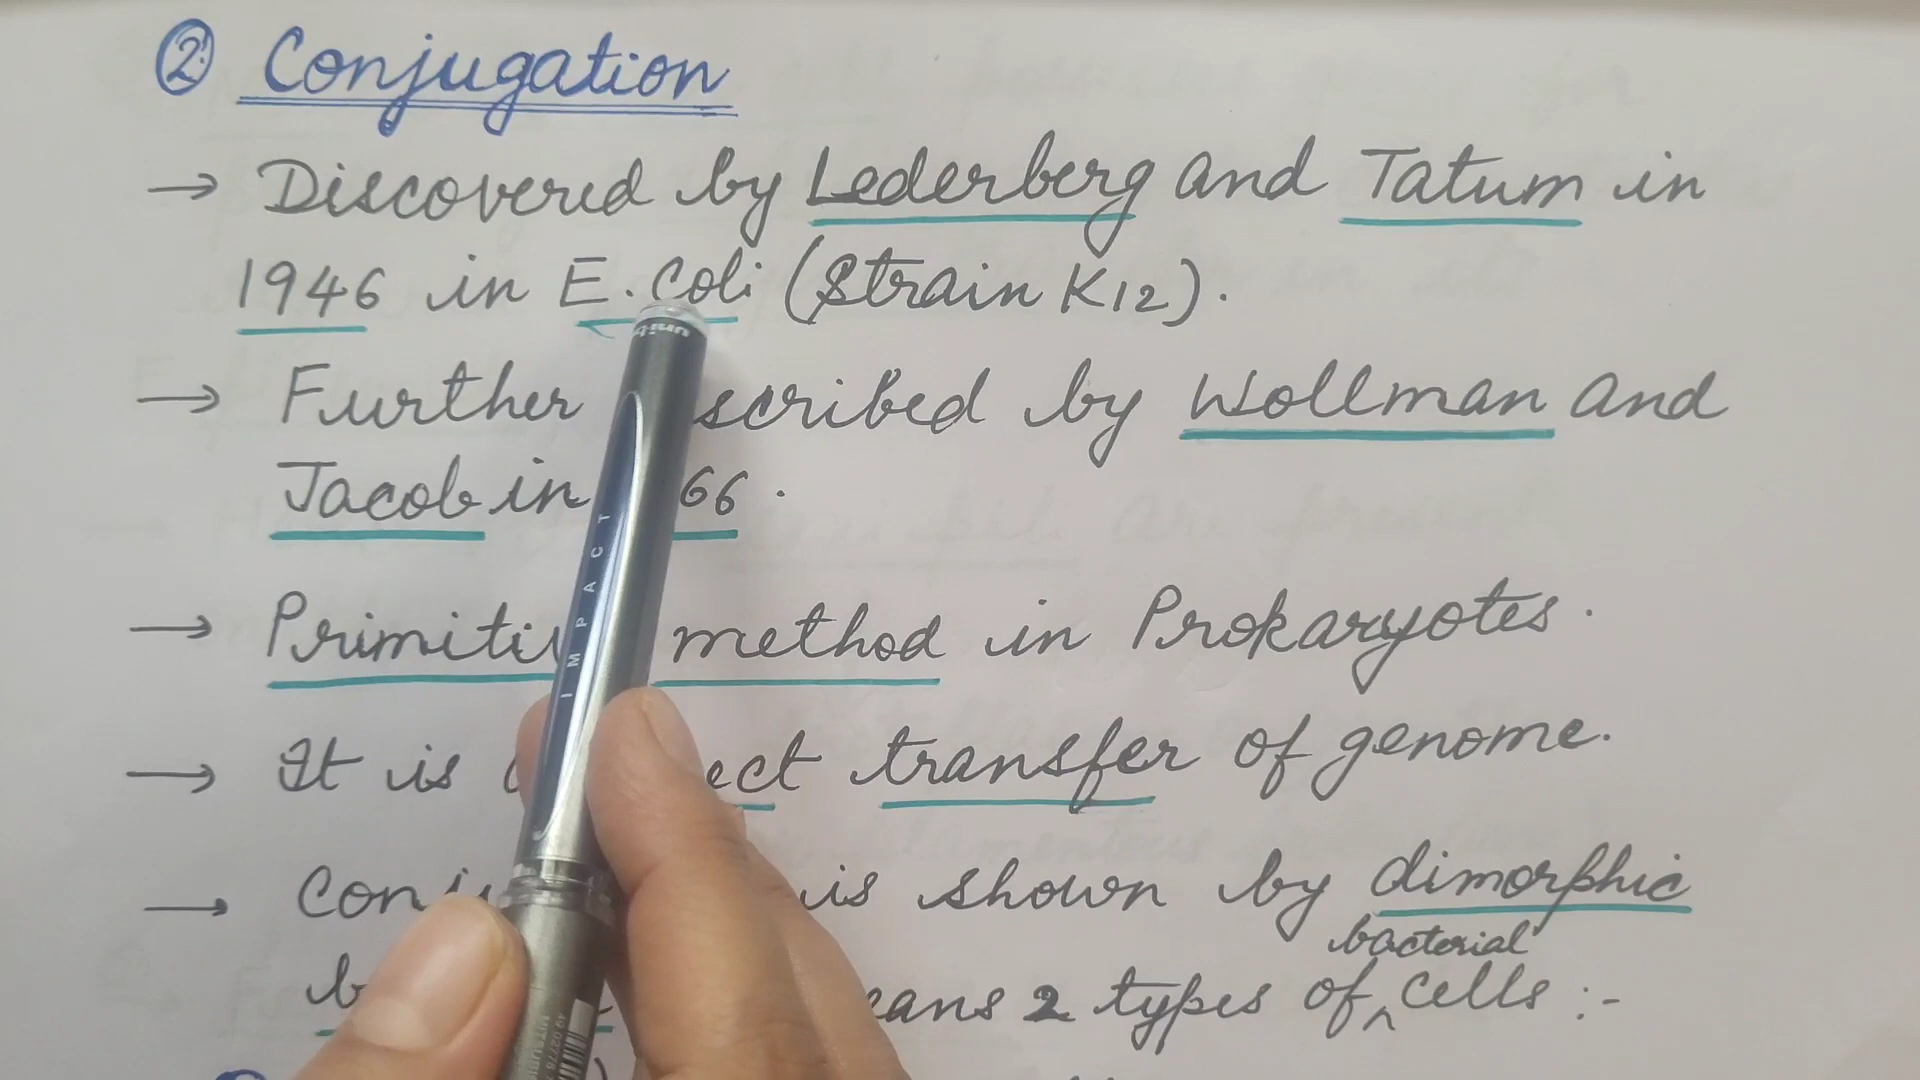 ② Conjugation
→ Discovered by Lederberg and Tatum in
1946 in E. Coli (Strain K12).
→ Further scribed by Wollman and
Jacob in 66.
→ Primiti method in Prokaryotes.
→ It is ect transfer of genome.
→ Con is shown by dimorphic
bacterial
eans 2 types of ^ cells :-
IMPACT